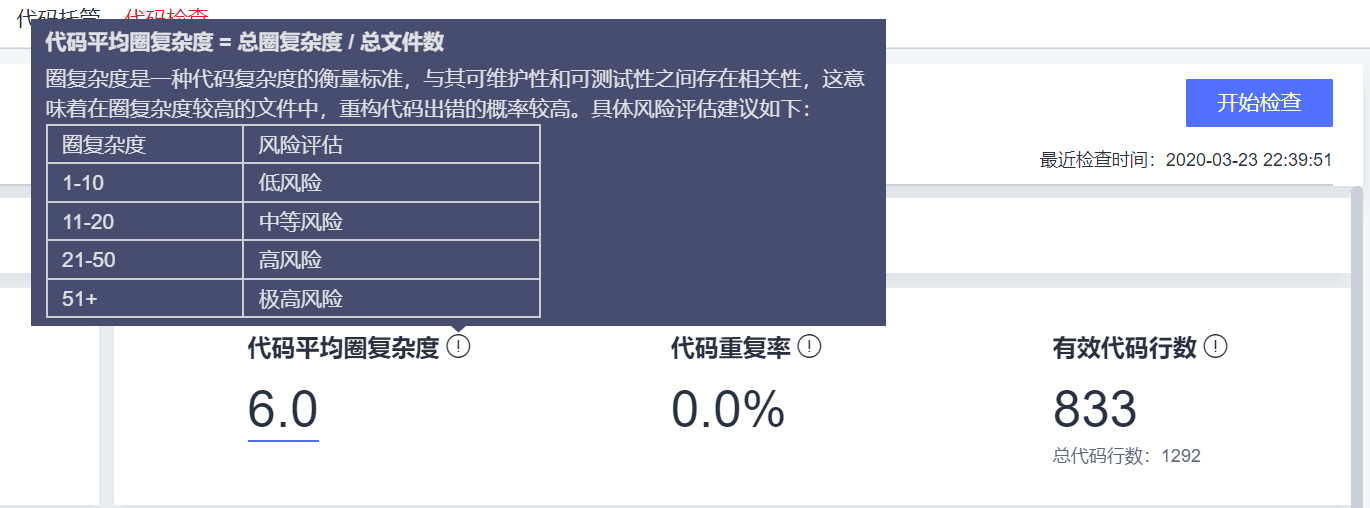 代码托管 代码检查
代码平均圈复杂度 = 总圈复杂度 / 总文件数
圈复杂度是一种代码复杂度的衡量标准，与其可维护性和可测试性之间存在相关性，这意
味着在圈复杂度较高的文件中，重构代码出错的概率较高。具体风险评估建议如下：
圈复杂度 风险评估
1-10 低风险
11-20 中等风险
21-50 高风险
51+ 极高风险
开始检查
最近检查时间：2020-03-23 22:39:51
代码平均圈复杂度 代码重复率 有效代码行数
6.0 0.0% 833
总代码行数：1292